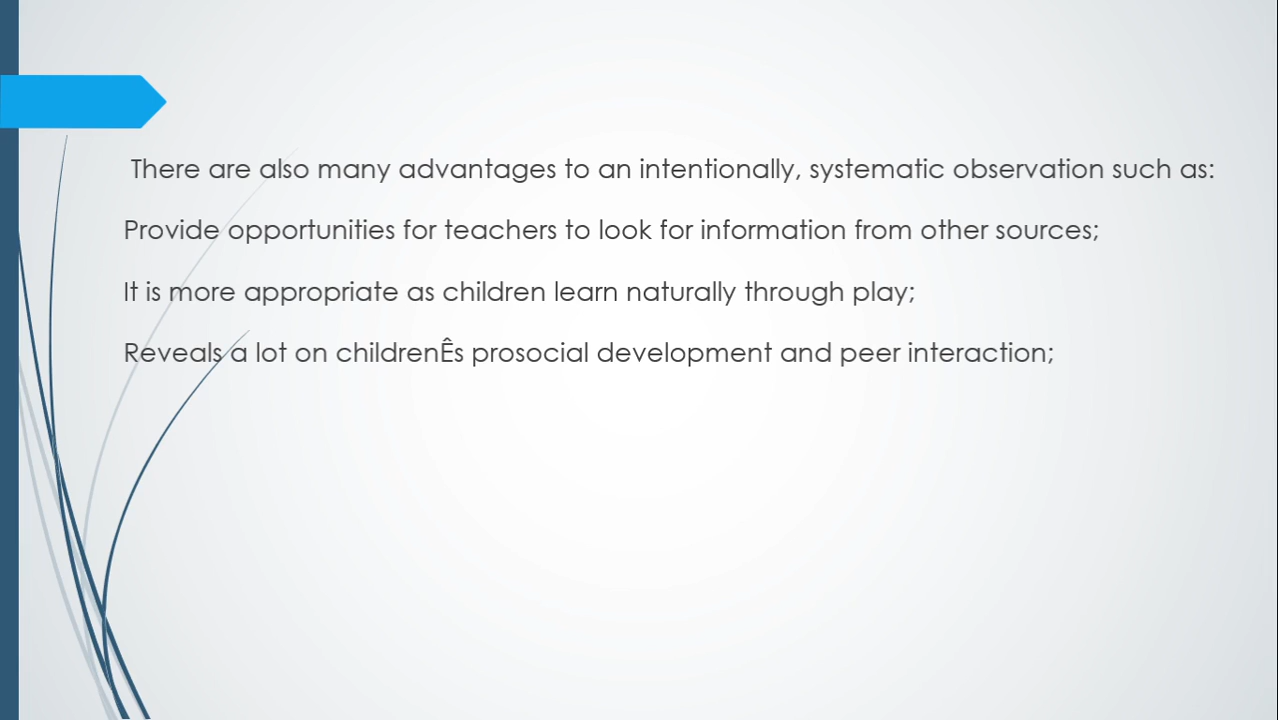 There are also many advantages to an intentionally, systematic observation such as:
Provide opportunities for teachers to look for information from other sources;
It is more appropriate as children learn naturally through play;
Reveals a lot on childrenÊs prosocial development and peer interaction;